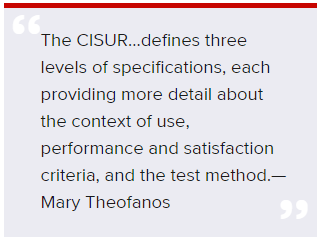 The CISUR...defines three
levels of specifications, each
providing more detail about
the context of use,
performance and satisfaction
criteria, and the test method.—
Mary Theofanos